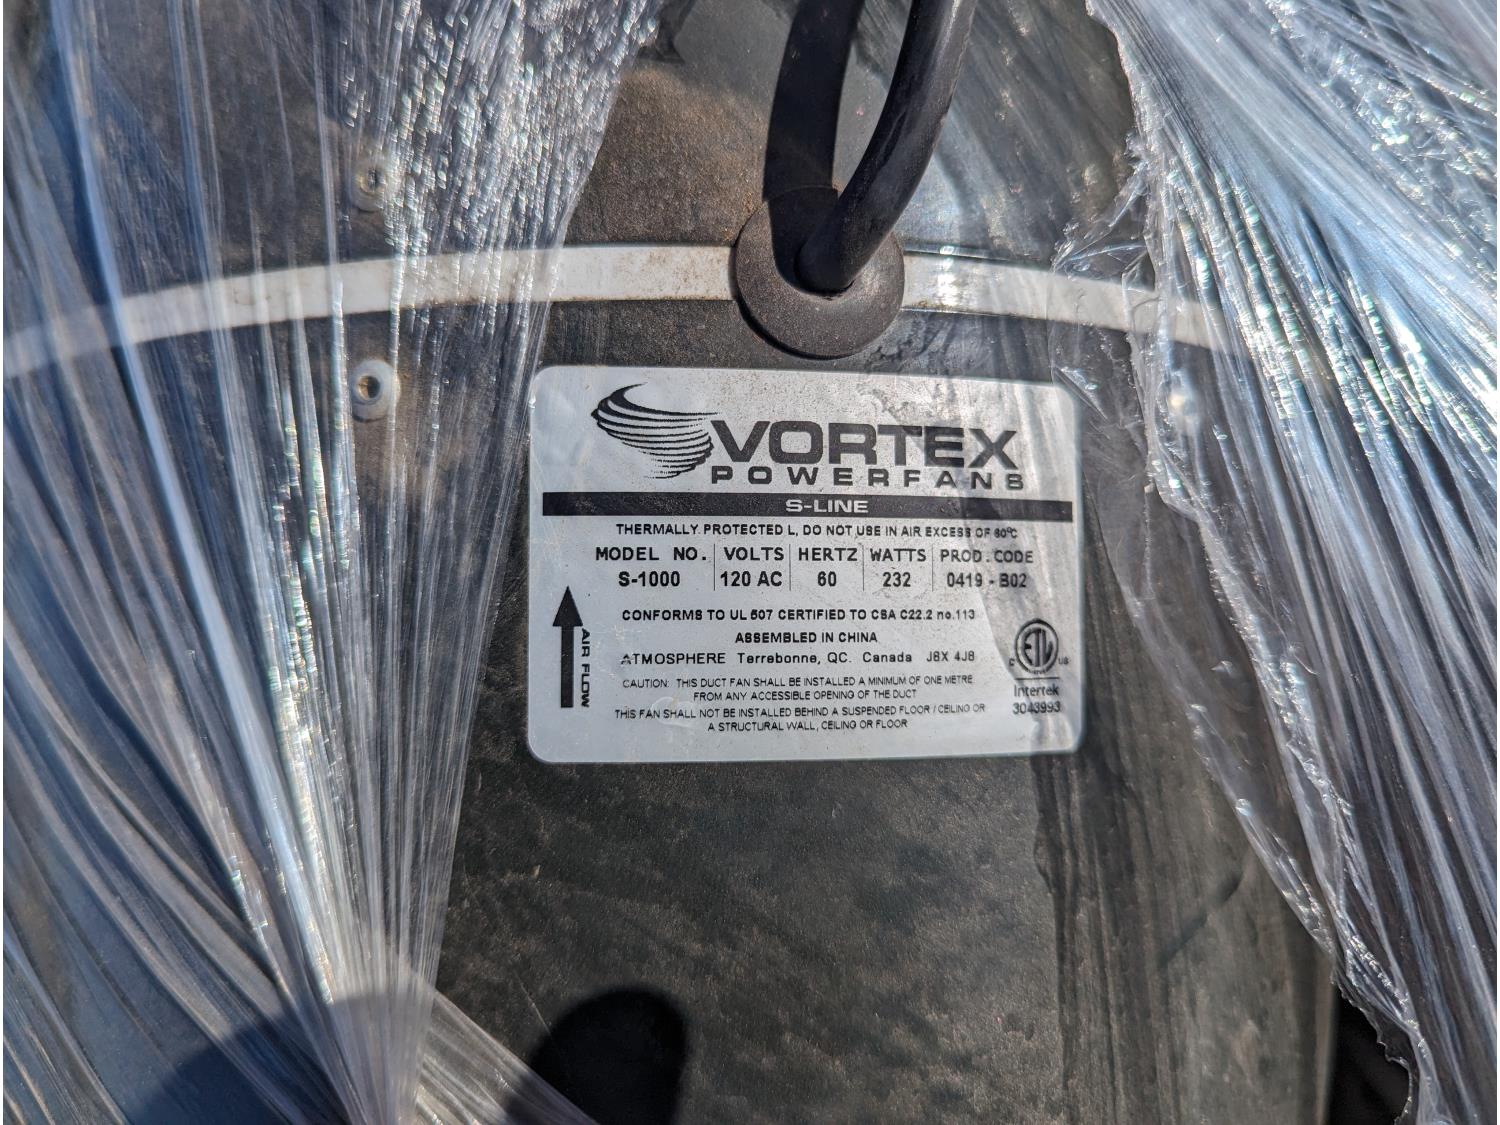 VORTEX
POWERFANS
S-LINE
THERMALLY PROTECTED L, DO NOT USE IN AIR EXCESS OF 60°C
MODEL NO. VOLTS HERTZ WATTS PROD. CODE
S-1000 120 AC 60 232 0419 - B02
CONFORMS TO UL 507 CERTIFIED TO CSA C22.2 no.113
ASSEMBLED IN CHINA
ATMOSPHERE Terrebonne, QC. Canada J6X 4J8
CAUTION: THIS DUCT FAN SHALL BE INSTALLED A MINIMUM OF ONE METRE
FROM ANY ACCESSIBLE OPENING OF THE DUCT
THIS FAN SHALL NOT BE INSTALLED BEHIND A SUSPENDED FLOOR / CEILING OR
A STRUCTURAL WALL, CEILING OR FLOOR
AIR FLOW
C ETL US
Intertek
3043993